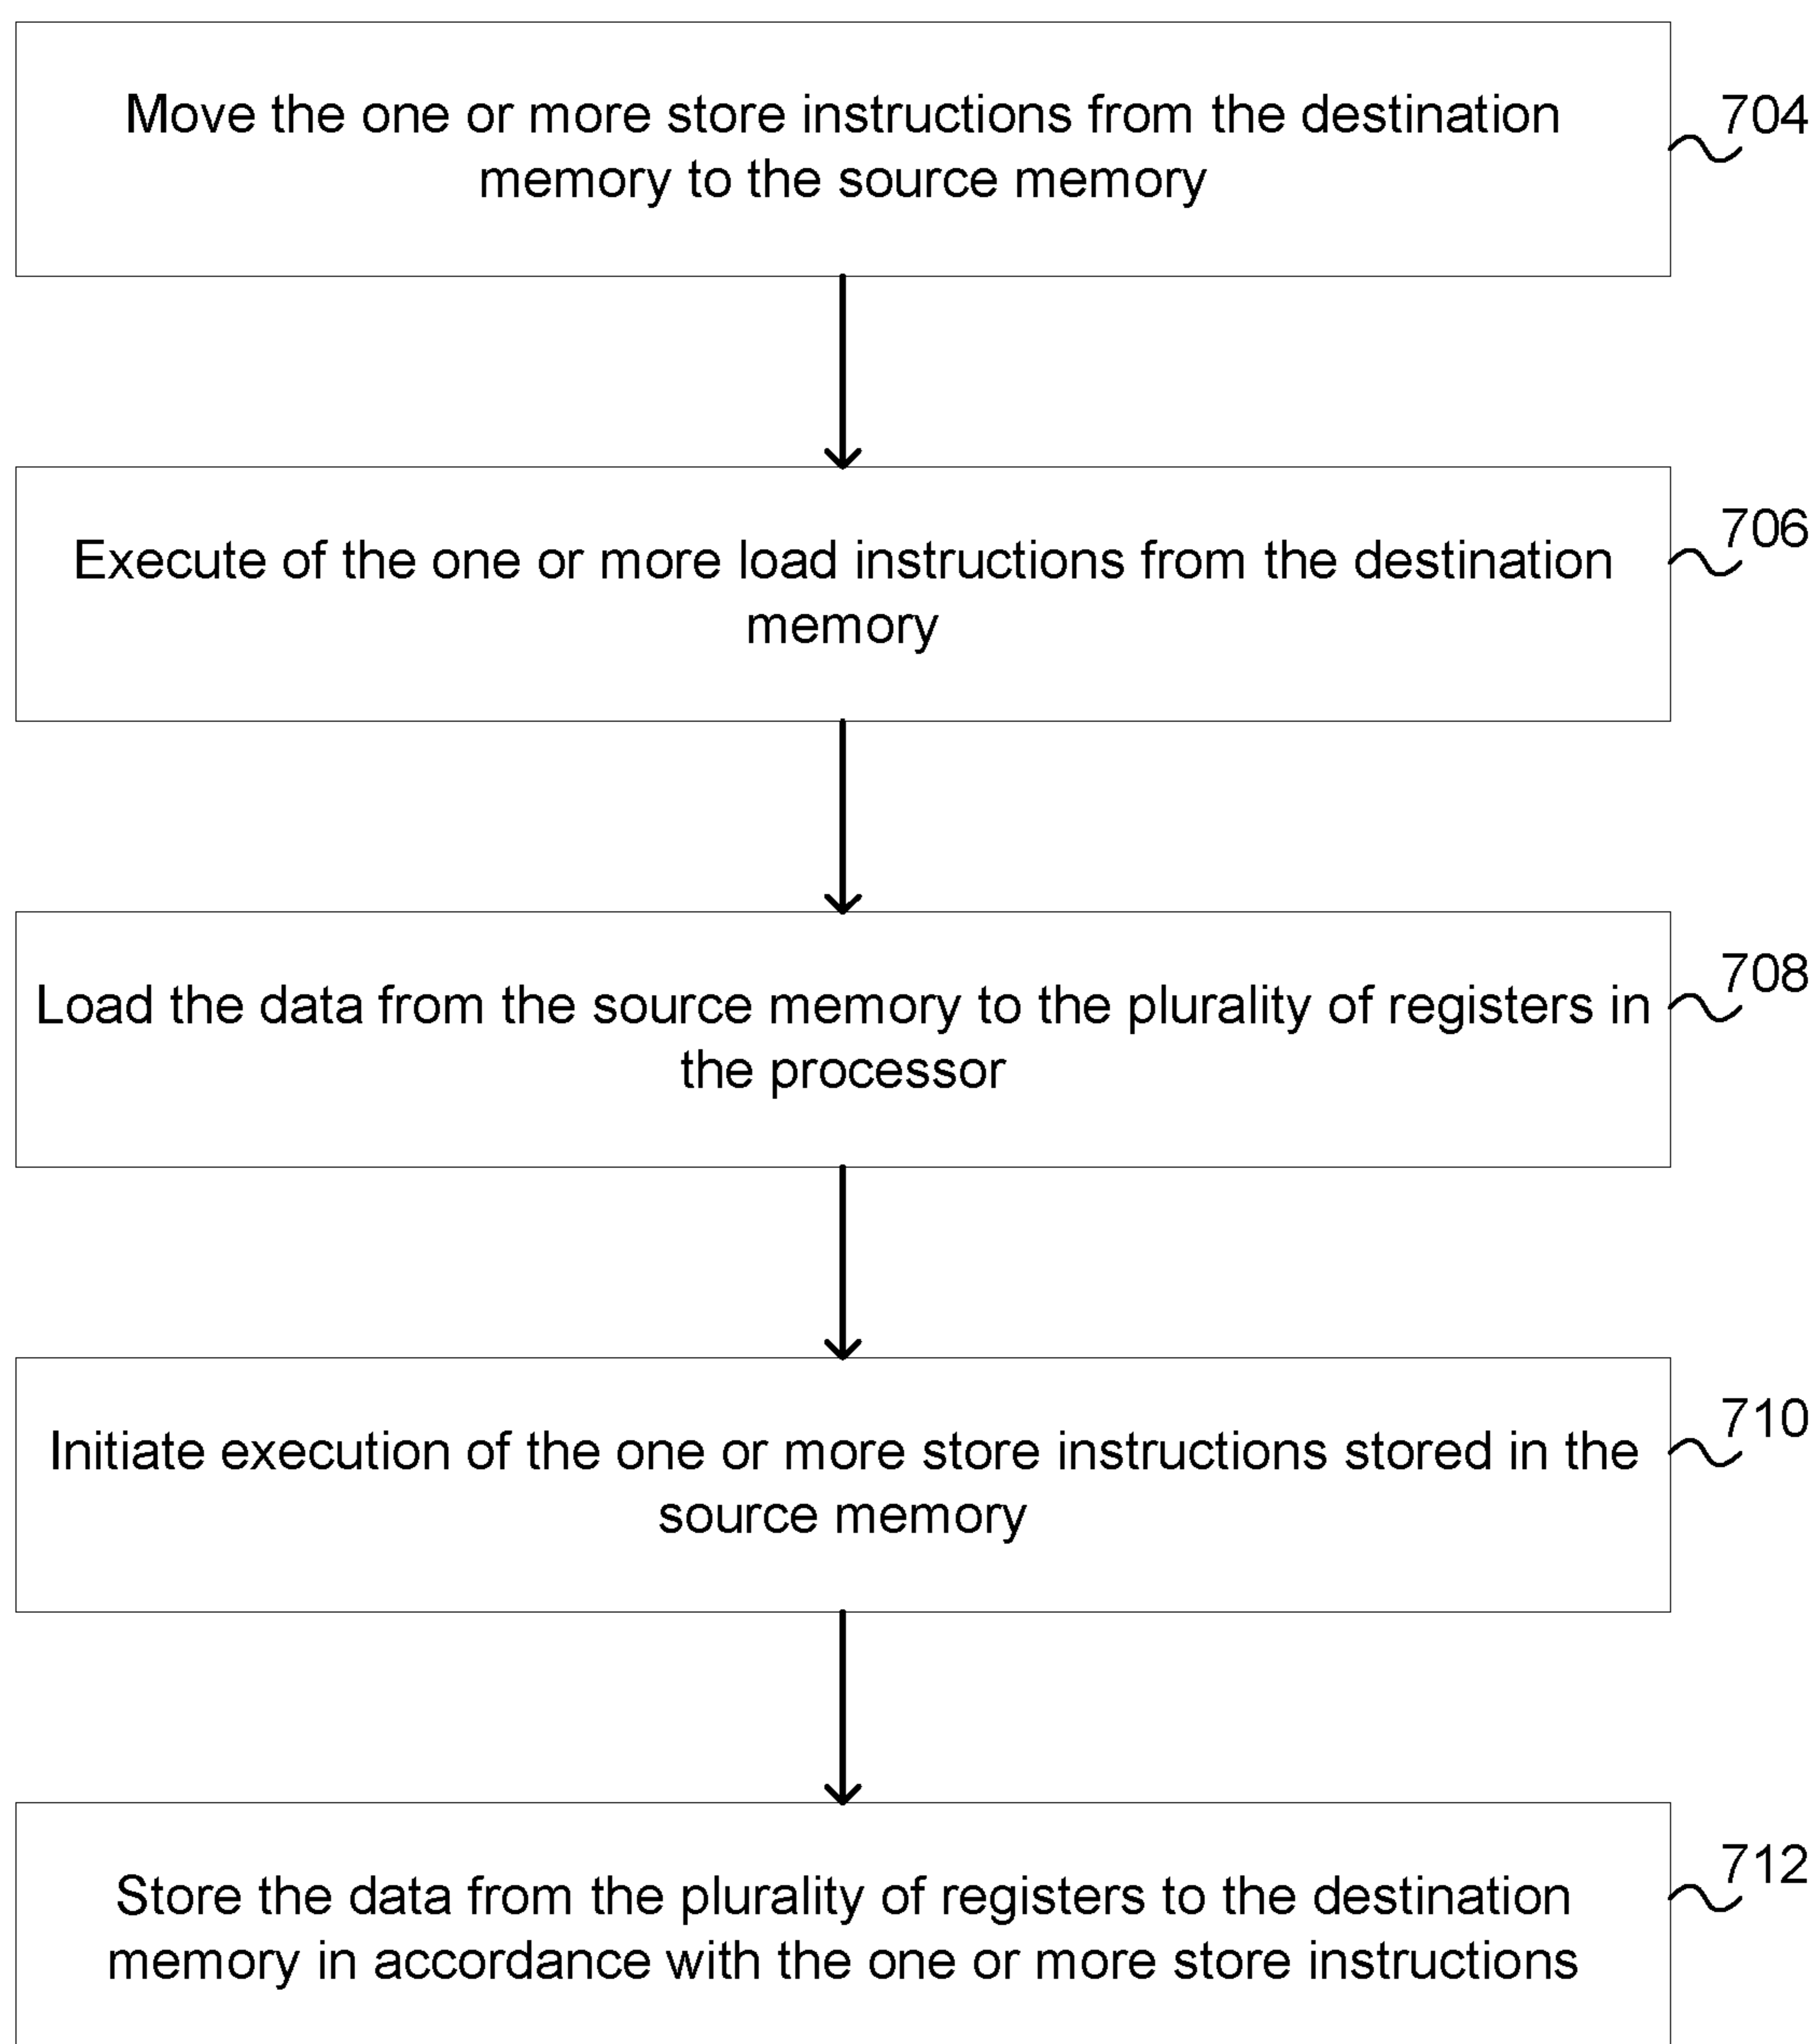 Move the one or more store instructions from the destination
memory to the source memory
704
Execute of the one or more load instructions from the destination
memory
706
Load the data from the source memory to the plurality of registers in
the processor
708
Initiate execution of the one or more store instructions stored in the
source memory
710
Store the data from the plurality of registers to the destination
memory in accordance with the one or more store instructions
712